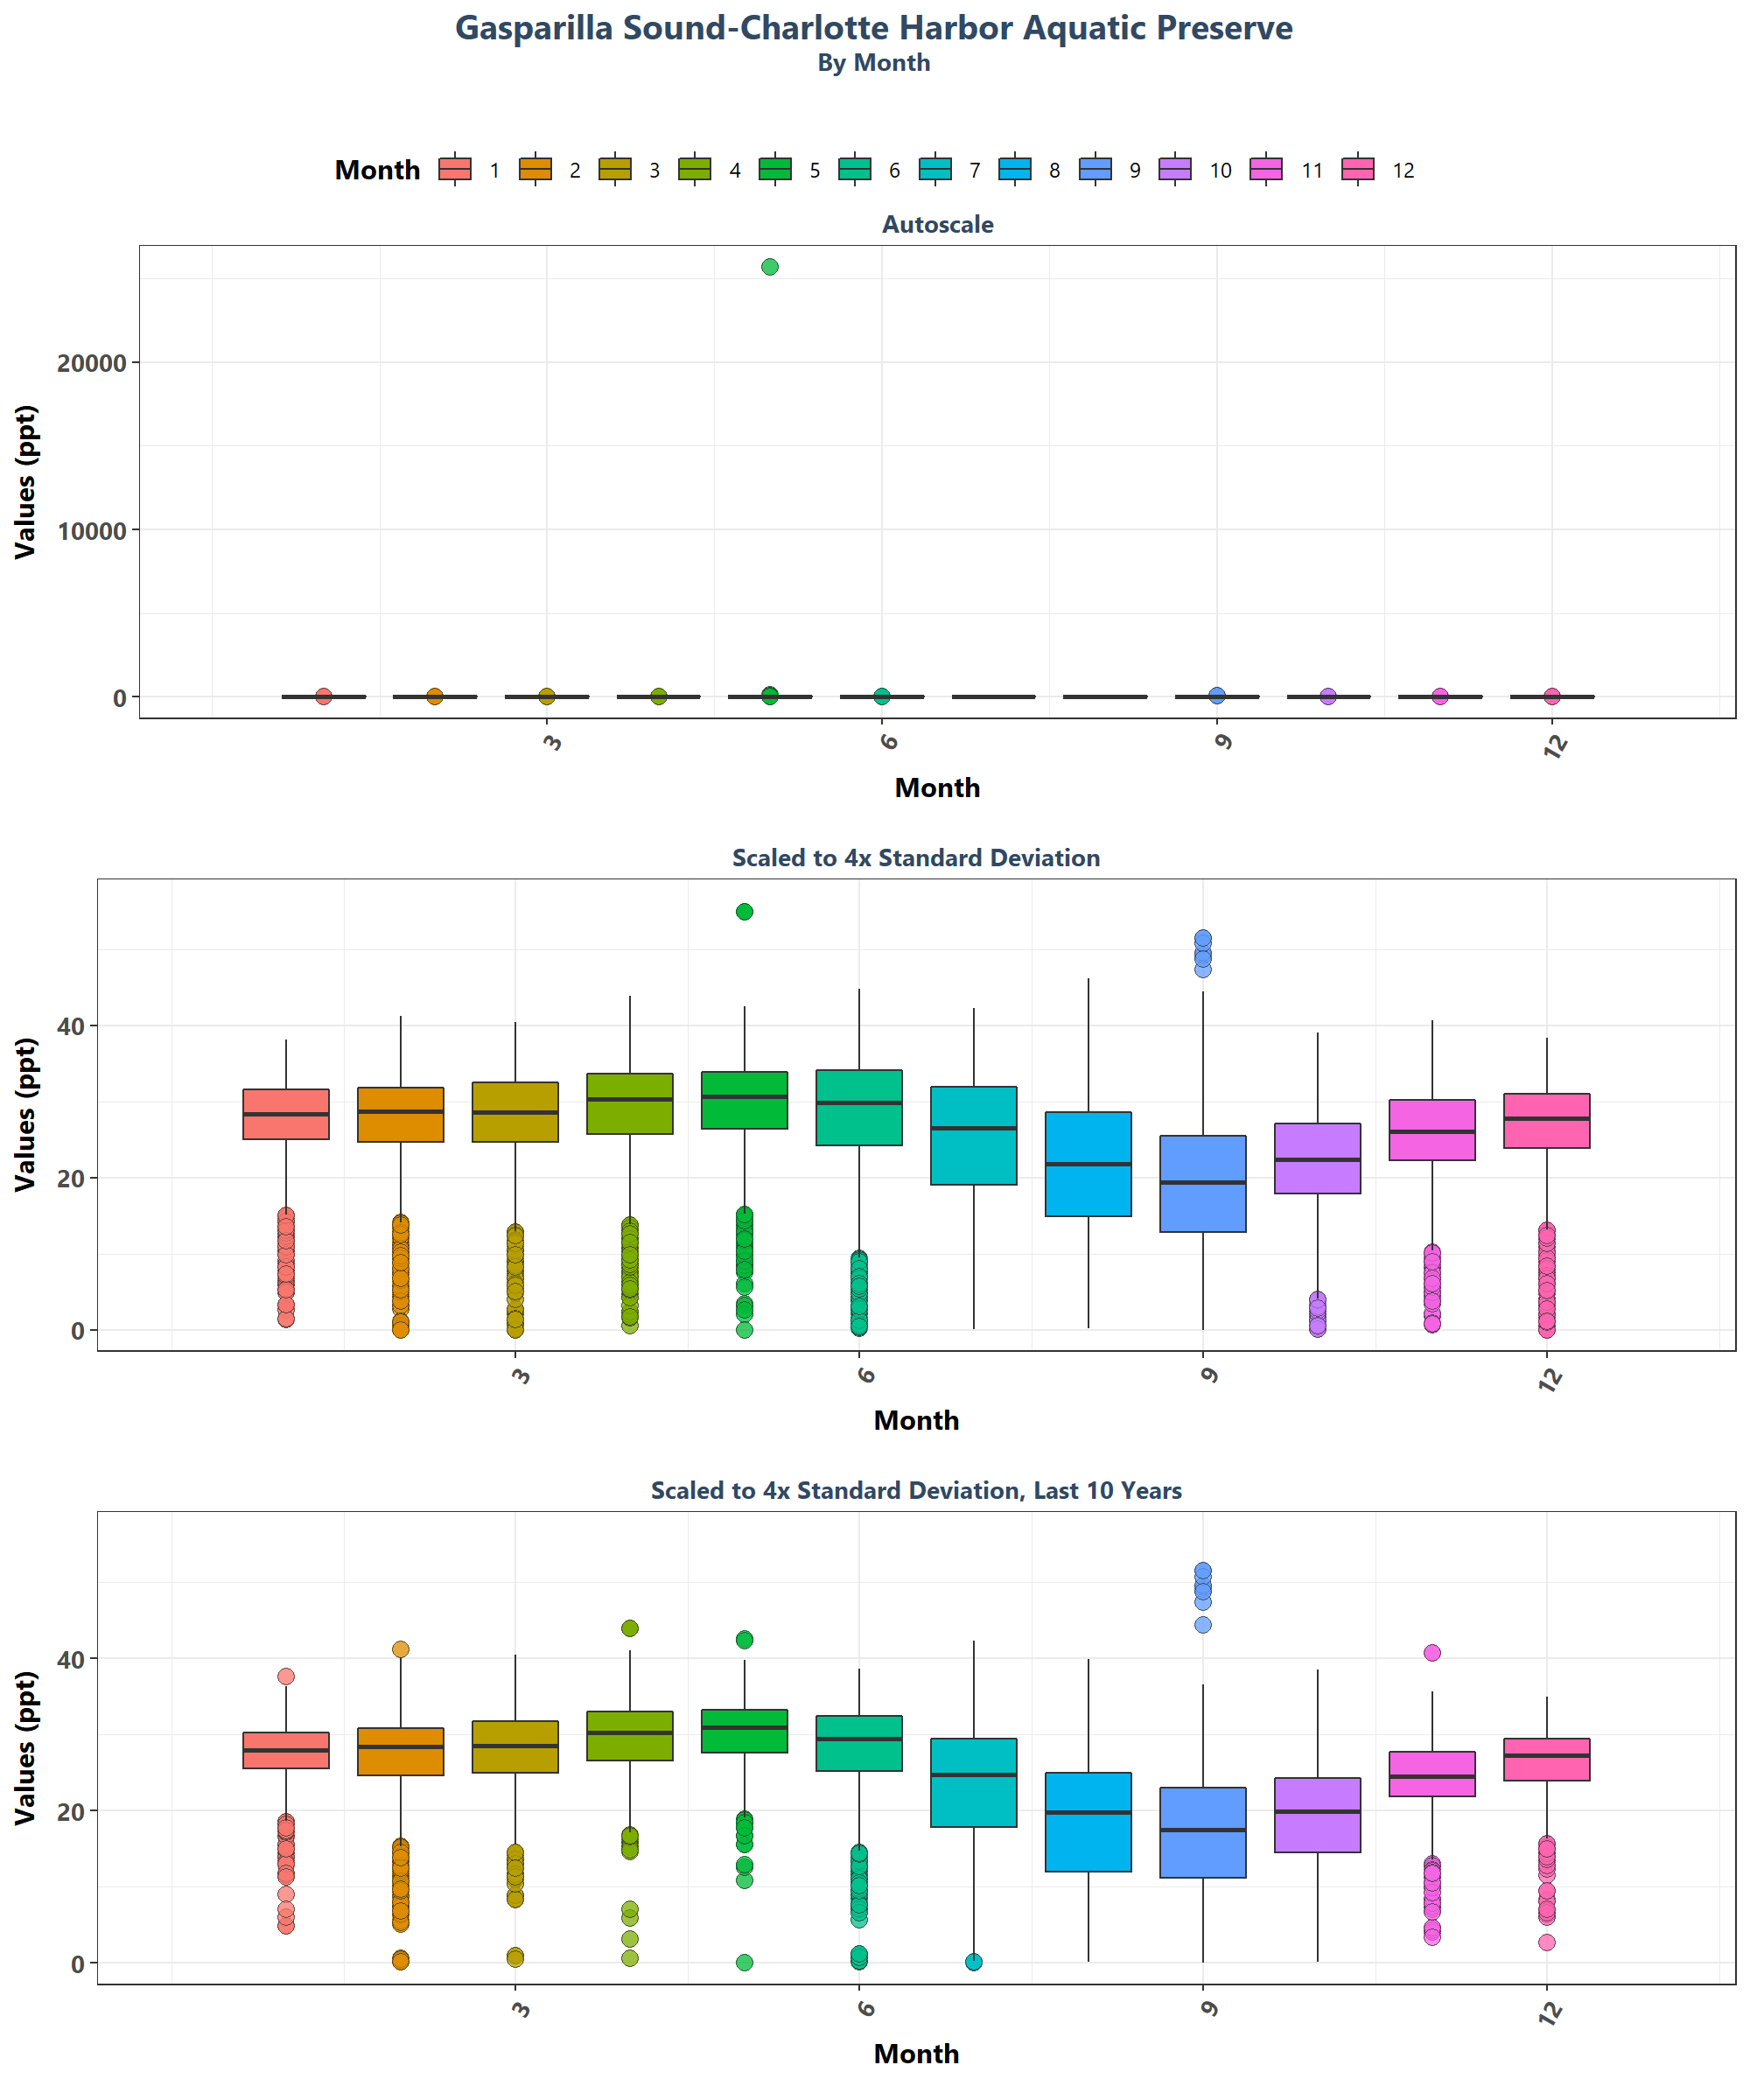 Gasparilla Sound-Charlotte Harbor Aquatic Preserve
By Month
Month 1 2 3 4 5 6 7 8 9 10 11 12
Autoscale
Values (ppt)
20000
10000
0
3 6 9 12
Month
Scaled to 4x Standard Deviation
Values (ppt)
40
20
0
3 6 9 12
Month
Scaled to 4x Standard Deviation, Last 10 Years
Values (ppt)
40
20
0
3 6 9 12
Month